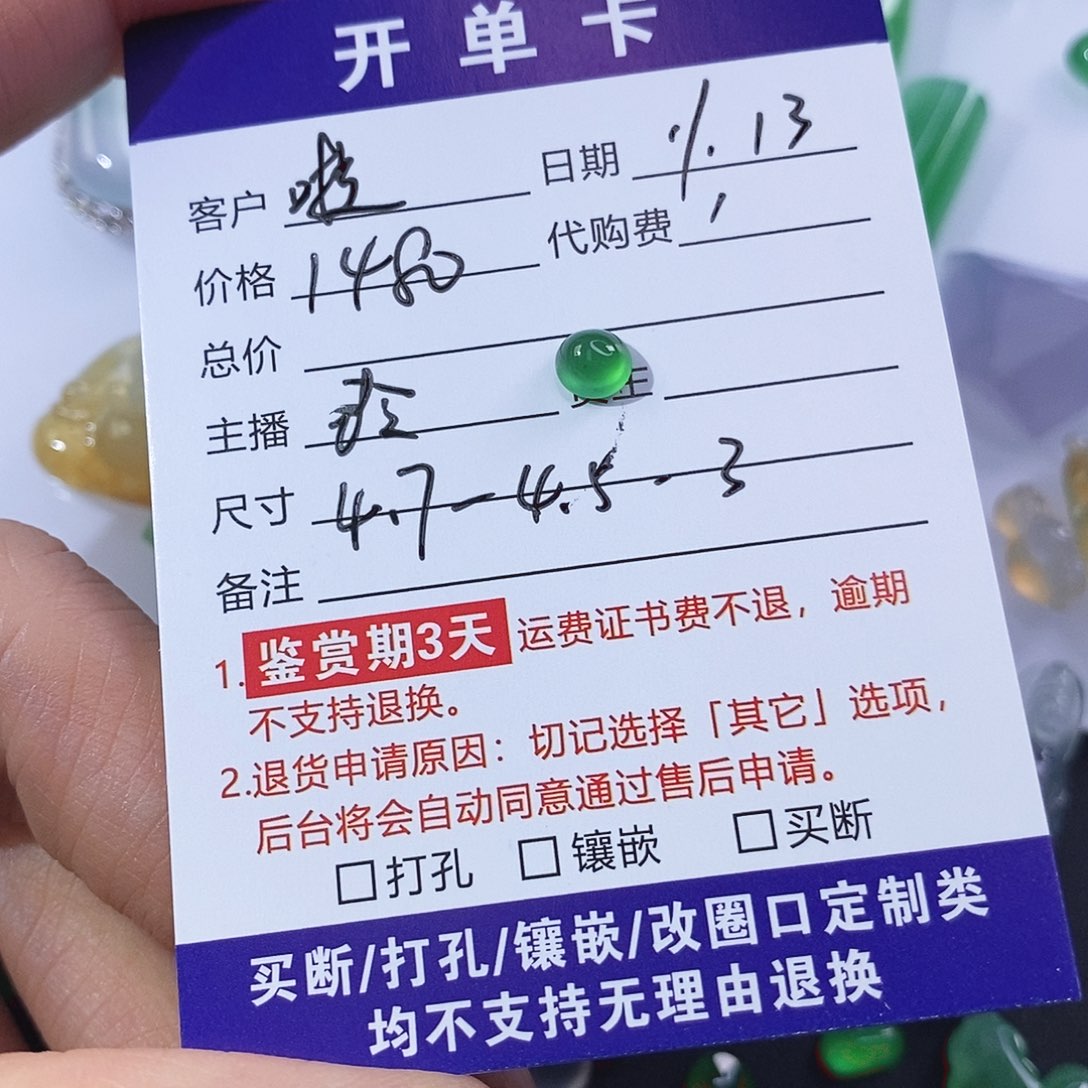 开单卡
客户 啦 日期
价格 1480 代购费
总价
主播
尺寸 4.7-4.5-3
备注
1.鉴赏期3天 运费证书费不退，逾期
不支持退换。
2.退货申请原因：切记选择「其它」选项，
后台将会自动同意通过售后申请。
□打孔 □镶嵌 □买断
买断/打孔/镶嵌/改圈口定制类
均不支持无理由退换